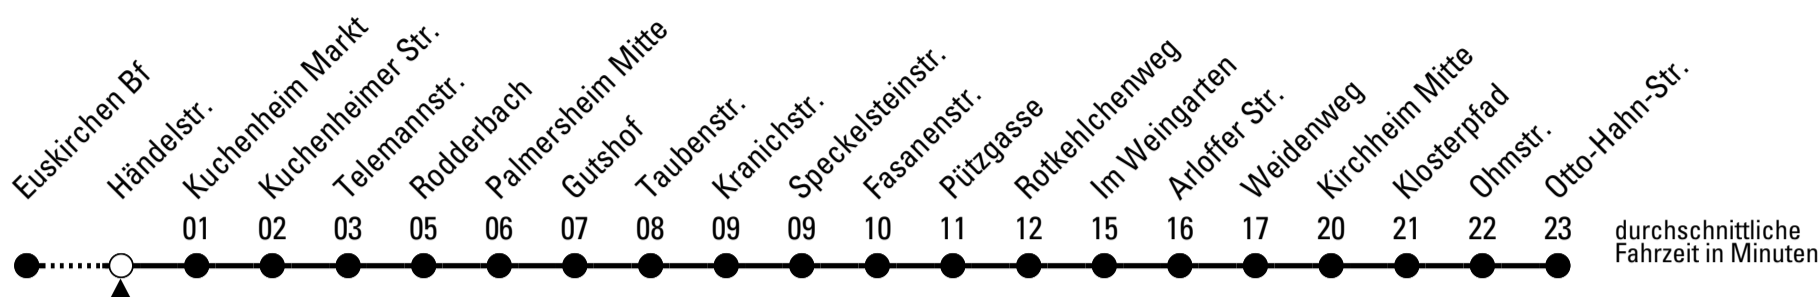 Euskirchen Bf
Händelstr.
Kuchenheim Markt
Kuchenheimer Str.
Telemannstr.
Rodderbach
Palmersheim Mitte
Gutshof
Taubenstr.
Kranichstr.
Speckelsteinstr.
Fasanenstr.
Pützgasse
Rotkehlchenweg
Im Weingarten
Arloffer Str.
Weidenweg
Kirchheim Mitte
Klosterpfad
Ohmstr.
Otto-Hahn-Str.
01 02 03 05 06 07 08 09 09 10 11 12 15 16 17 20 21 22 23
durchschnittliche
Fahrzeit in Minuten